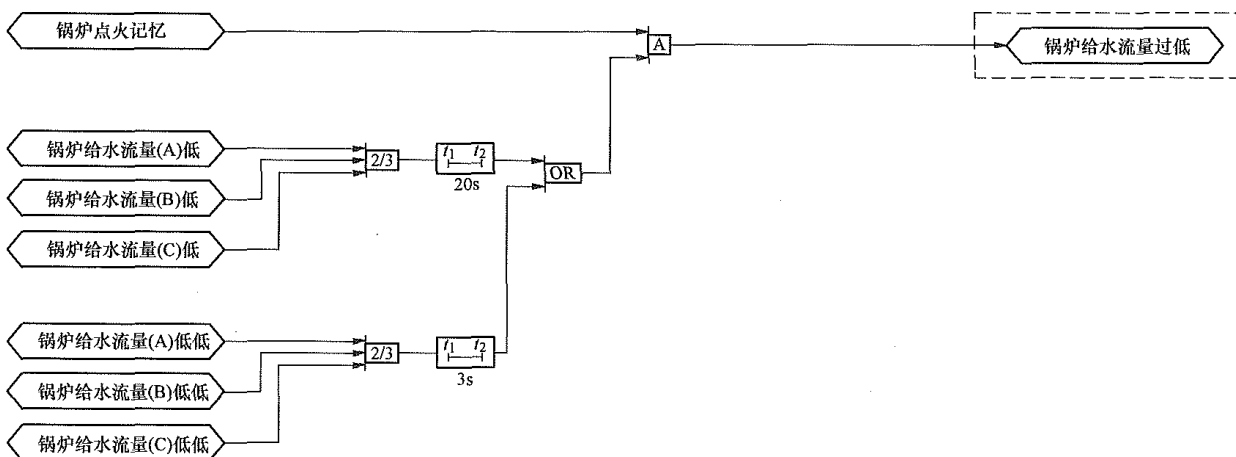 锅炉点火记忆
A
锅炉给水流量过低
锅炉给水流量(A)低
2/3
t₁ t₂
20s
OR
锅炉给水流量(B)低
锅炉给水流量(C)低
锅炉给水流量(A)低低
2/3
t₁ t₂
3s
锅炉给水流量(B)低低
锅炉给水流量(C)低低